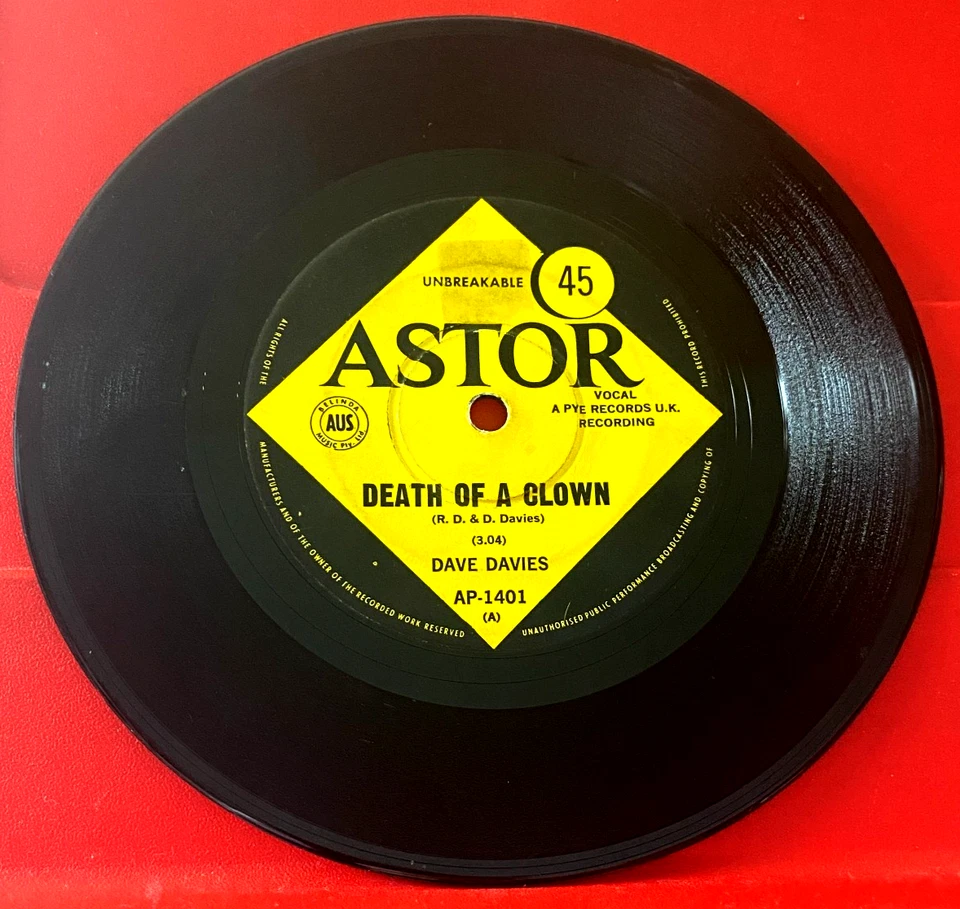 UNBREAKABLE
45
ASTOR
VOCAL
A PYE RECORDS U.K.
RECORDING
BELINDA
AUS
MUSIC Pty. Ltd.
DEATH OF A CLOWN
(R. D. & D. Davies)
(3.04)
DAVE DAVIES
AP-1401
(A)
ALL RIGHTS OF THE
MANUFACTURERS AND OF THE OWNER OF THE RECORDED WORK RESERVED
UNAUTHORISED PUBLIC PERFORMANCE BROADCASTING AND COPYING OF
THIS RECORD PROHIBITED